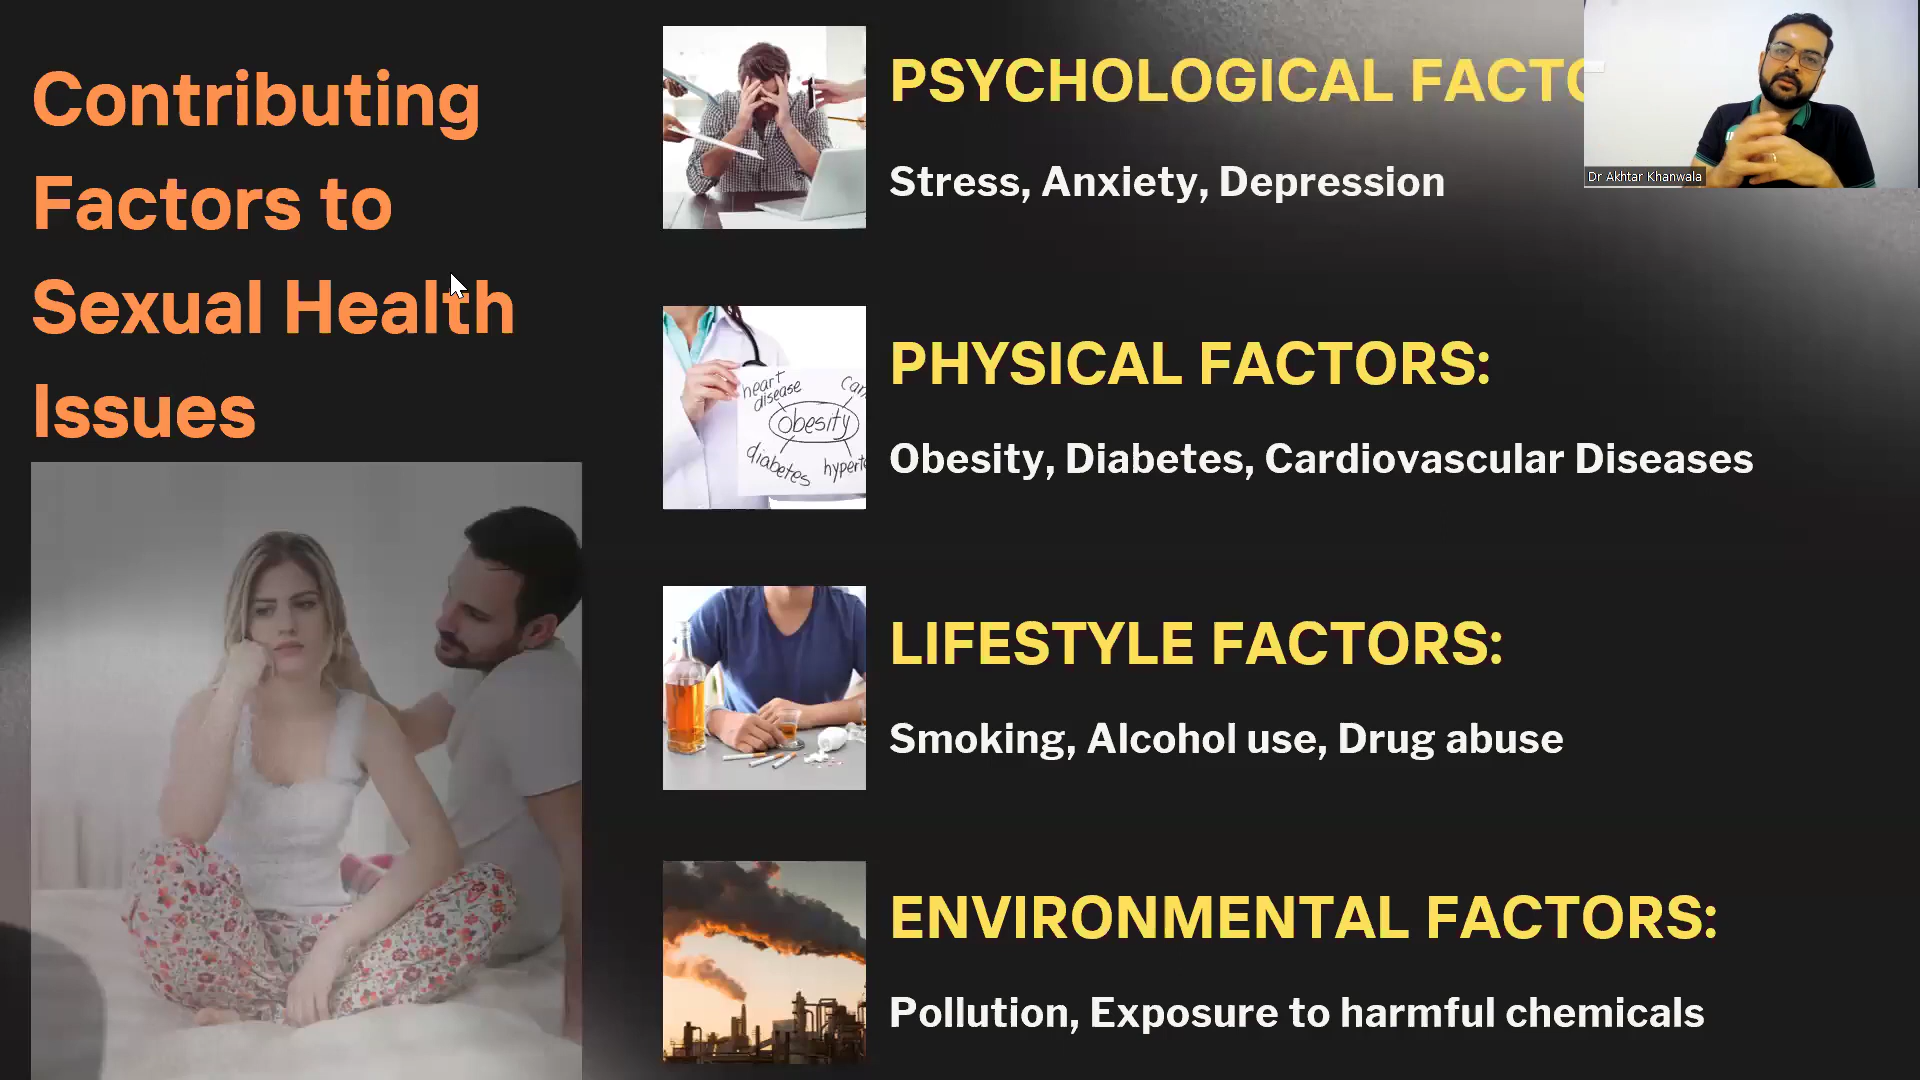 Contributing
Factors to
Sexual Health
Issues
PSYCHOLOGICAL
Stress, Anxiety, Depression
Dr Akhtar Khanwala
heart
disease
obesity
diabetes
PHYSICAL FACTORS:
Obesity, Diabetes, Cardiovascular Diseases
LIFESTYLE FACTORS:
Smoking, Alcohol use, Drug abuse
ENVIRONMENTAL FACTORS:
Pollution, Exposure to harmful chemicals